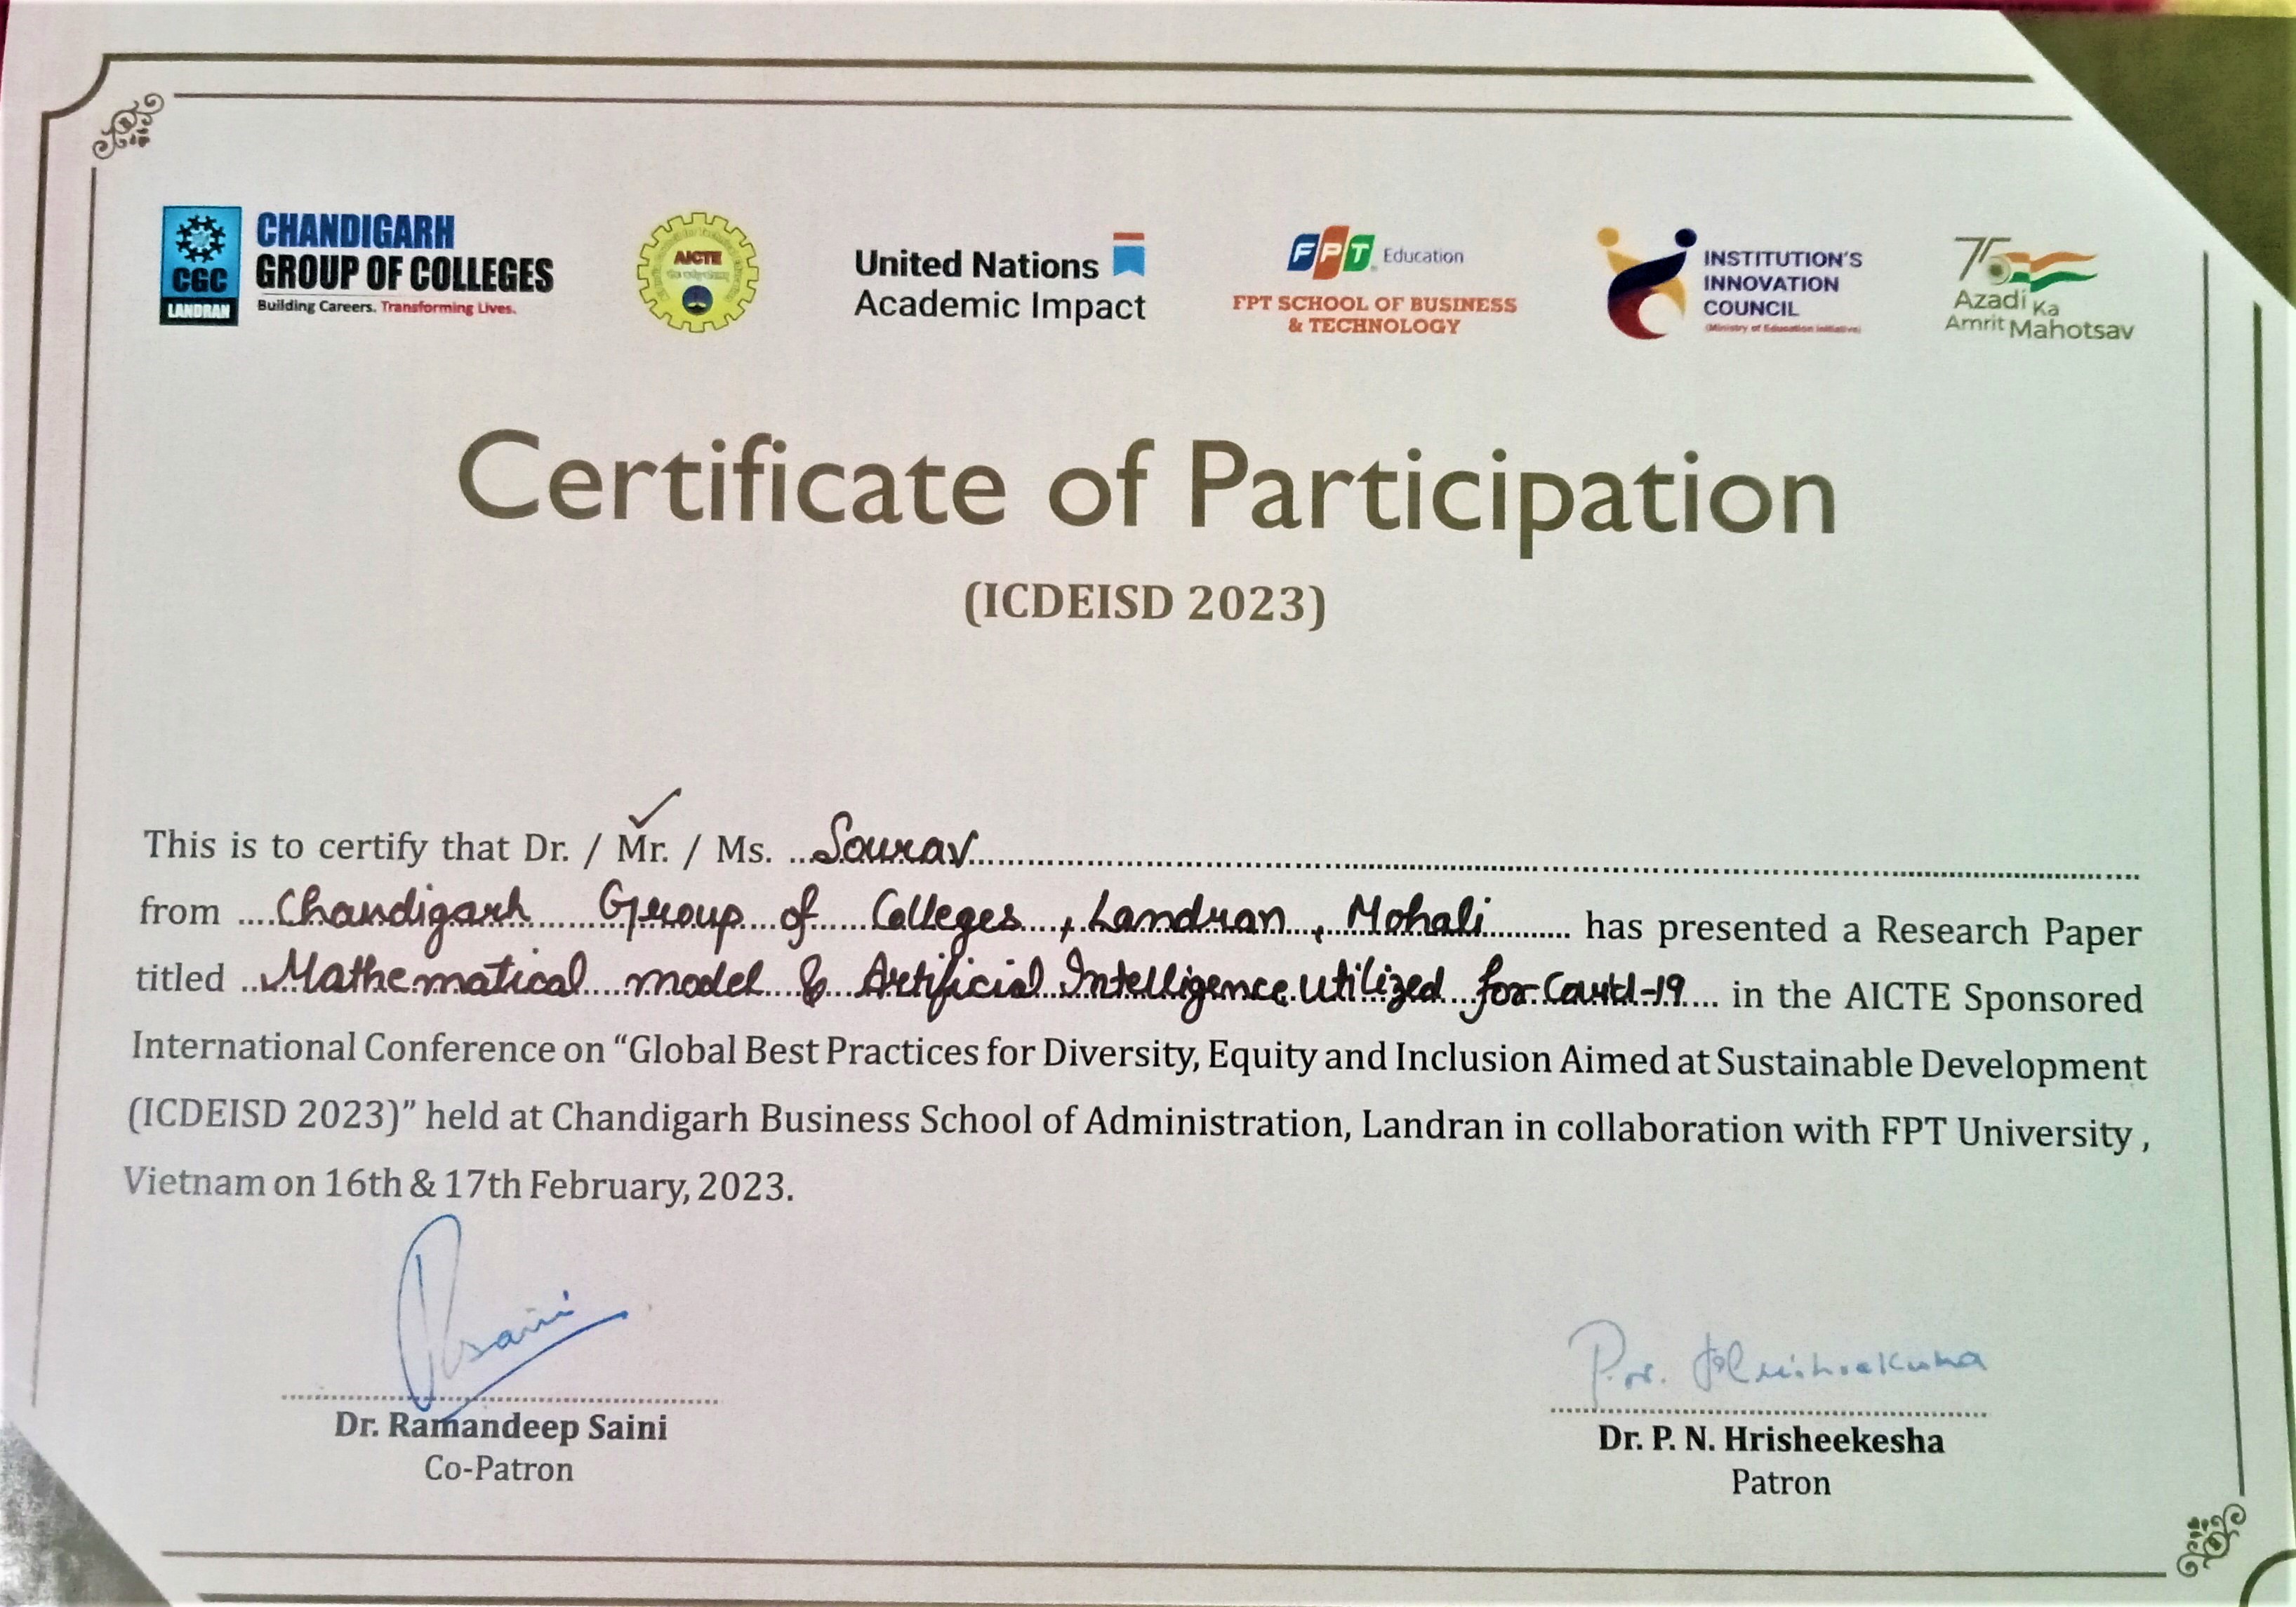 CGC
LANDRAN
CHANDIGARH
GROUP OF COLLEGES
Building Careers. Transforming Lives.
AICTE
United Nations
Academic Impact
FPT Education
FPT SCHOOL OF BUSINESS
& TECHNOLOGY
INSTITUTION'S
INNOVATION
COUNCIL
(Ministry of Education Initiative)
75
Azadi Ka
Amrit Mahotsav
Certificate of Participation
(ICDEISD 2023)
This is to certify that Dr. / Mr. / Ms. Sourav
from Chandigarh Group of Colleges, Landran, Mohali has presented a Research Paper
titled Mathematical model & Artificial Intelligence utilized for Covid-19 in the AICTE Sponsored
International Conference on “Global Best Practices for Diversity, Equity and Inclusion Aimed at Sustainable Development
(ICDEISD 2023)” held at Chandigarh Business School of Administration, Landran in collaboration with FPT University ,
Vietnam on 16th & 17th February, 2023.
Dr. Ramandeep Saini
Co-Patron
Dr. P. N. Hrisheekesha
Patron